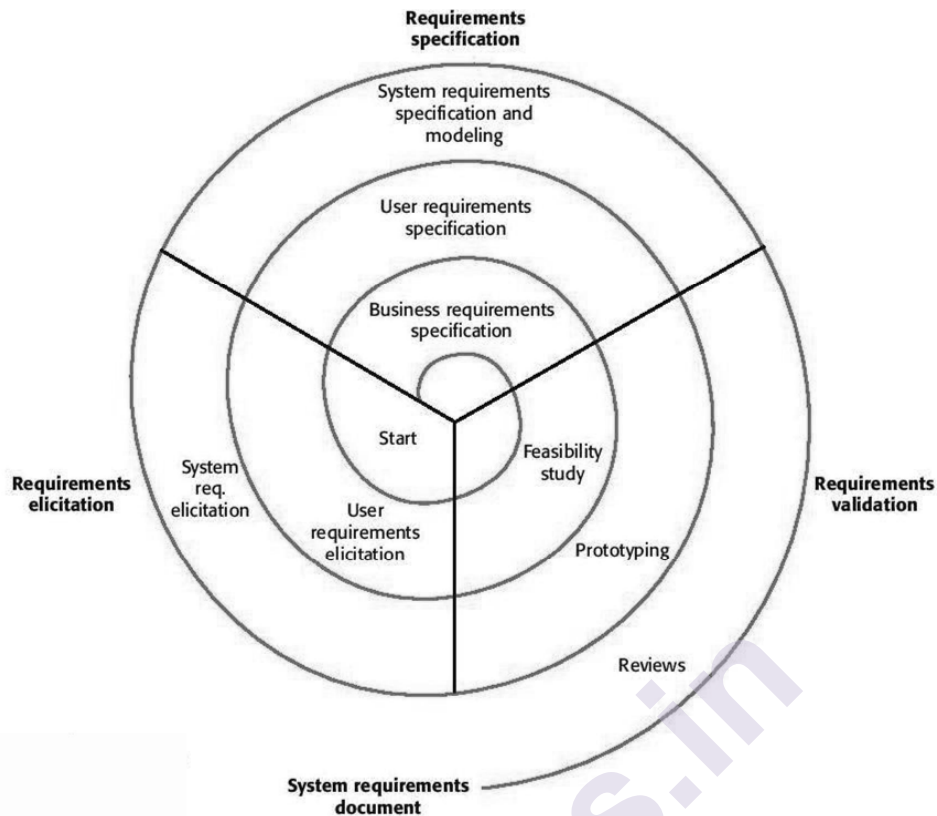 Requirements
specification
System requirements
specification and
modeling
User requirements
specification
Business requirements
specification
Start
Feasibility
study
System
req.
elicitation
User
requirements
elicitation
Requirements
elicitation
Requirements
validation
Prototyping
Reviews
System requirements
document
s.in